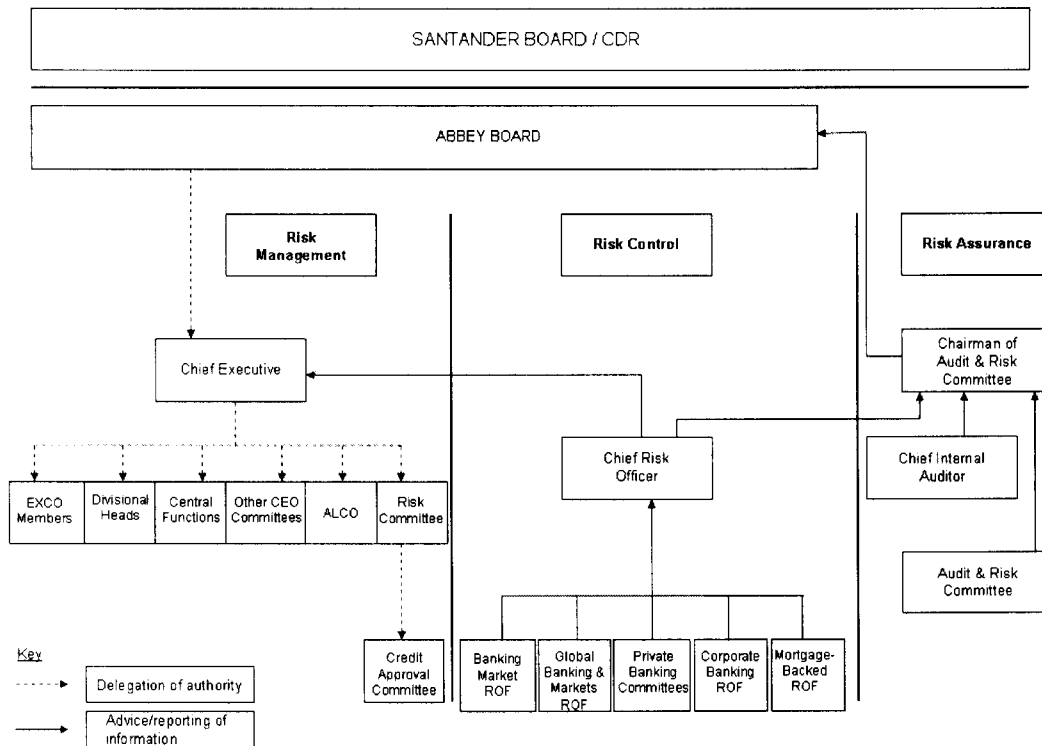 SANTANDER BOARD / CDR
ABBEY BOARD
Risk
Management
Risk Control
Risk Assurance
Chief Executive
Chairman of
Audit & Risk
Committee
Chief Risk
Officer
Chief Internal
Auditor
EXCO
Members
Divisional
Heads
Central
Functions
Other CEO
Committees
ALCO
Risk
Committee
Audit & Risk
Committee
Credit
Approval
Committee
Banking
Market
ROF
Global
Banking &
Markets
ROF
Private
Banking
Committees
Corporate
Banking
ROF
Mortgage-
Backed
ROF
Key
Delegation of authority
Advice/reporting of
information